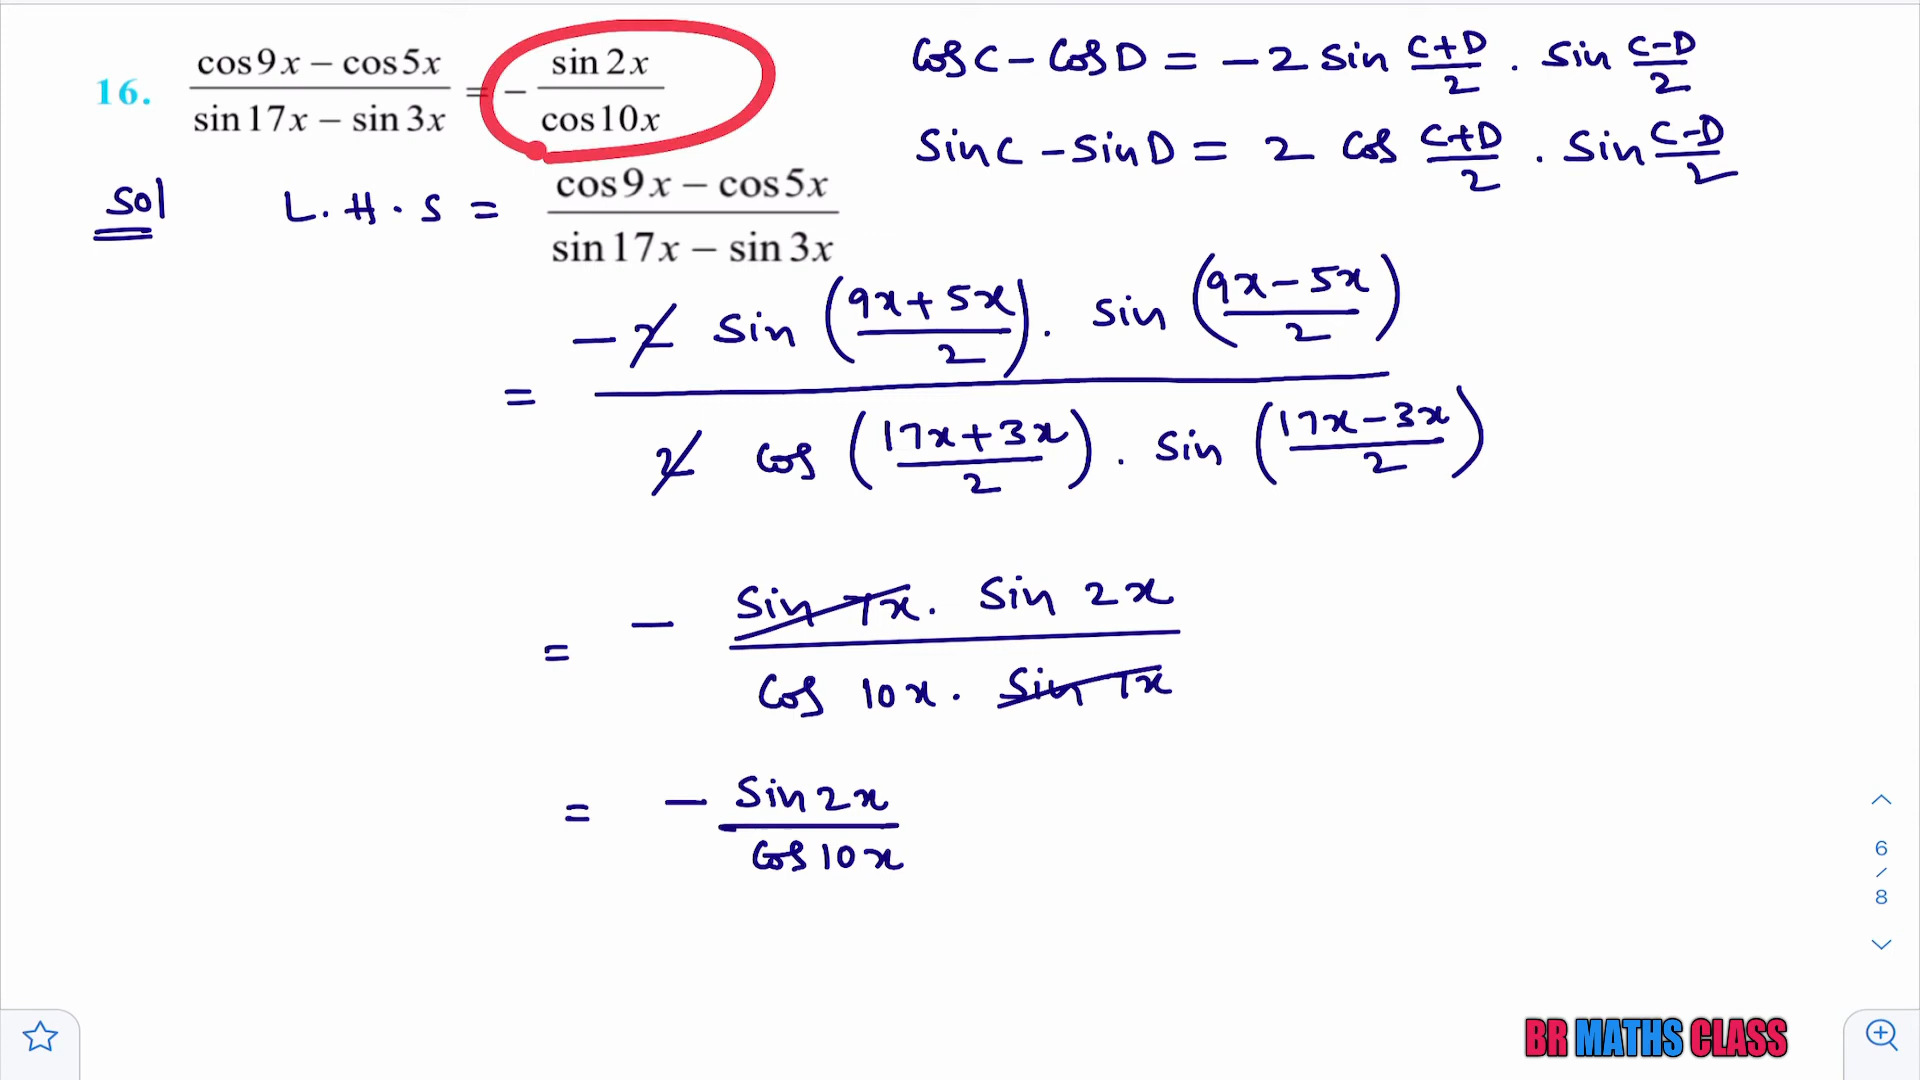 16. (cos 9x − cos 5x)/(sin 17x − sin 3x) = − (sin 2x)/(cos 10x)
Cos C − Cos D = −2 Sin (C+D)/2 . Sin (C−D)/2
Sin C − Sin D = 2 Cos (C+D)/2 . Sin (C−D)/2
Sol L.H.S = (cos 9x − cos 5x)/(sin 17x − sin 3x)
= (−2 Sin ((9x+5x)/2) . Sin ((9x−5x)/2))/(2 Cos ((17x+3x)/2) . Sin ((17x−3x)/2))
= − (Sin 7x . Sin 2x)/(Cos 10x . Sin 7x)
= − (Sin 2x)/(Cos 10x)
6
/
8
BR MATHS CLASS